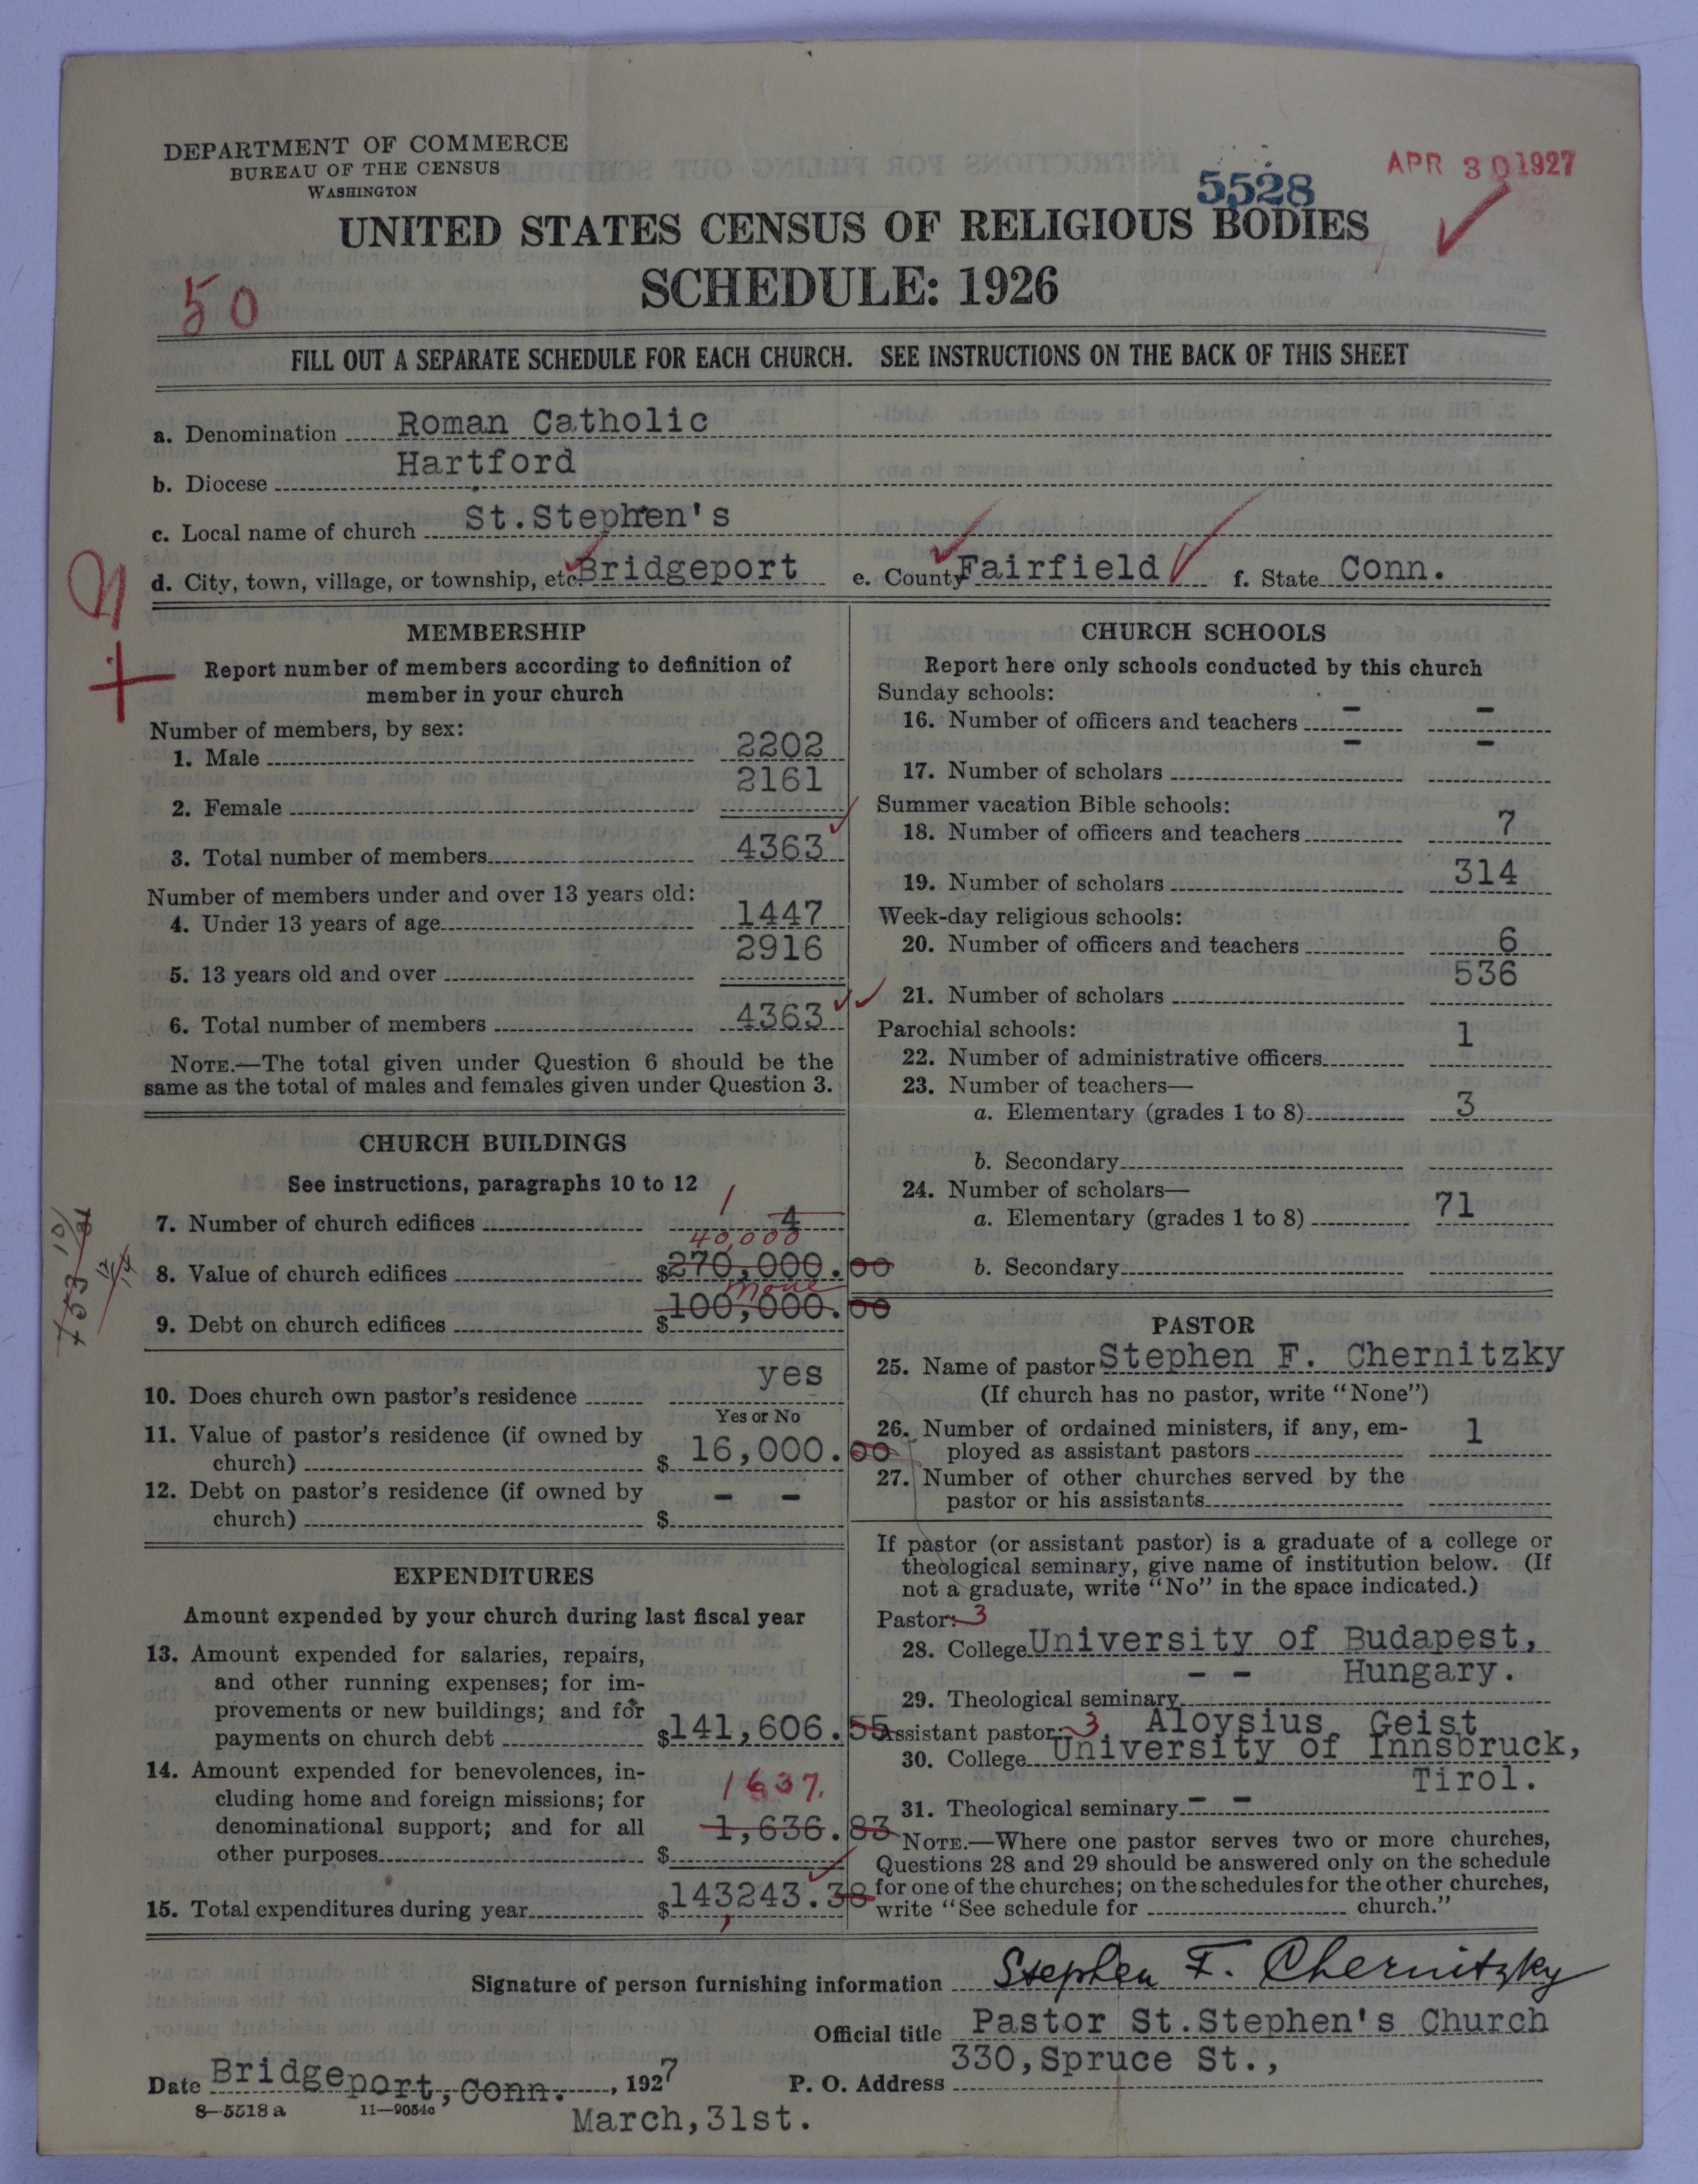 DEPARTMENT OF COMMERCE
BUREAU OF THE CENSUS
WASHINGTON
5528
APR 30 1927
UNITED STATES CENSUS OF RELIGIOUS BODIES
SCHEDULE: 1926
50
FILL OUT A SEPARATE SCHEDULE FOR EACH CHURCH. SEE INSTRUCTIONS ON THE BACK OF THIS SHEET
a. Denomination Roman Catholic
b. Diocese Hartford
c. Local name of church St.Stephen's
d. City, town, village, or township, etc. Bridgeport e. County Fairfield f. State Conn.
MEMBERSHIP
Report number of members according to definition of
member in your church
Number of members, by sex:
1. Male 2202
2. Female 2161
3. Total number of members 4363
Number of members under and over 13 years old:
4. Under 13 years of age 1447
5. 13 years old and over 2916
6. Total number of members 4363
NOTE.—The total given under Question 6 should be the
same as the total of males and females given under Question 3.
CHURCH BUILDINGS
See instructions, paragraphs 10 to 12
7. Number of church edifices 1 4
40,000
8. Value of church edifices $270,000.00
none
9. Debt on church edifices $100,000.00
10. Does church own pastor's residence yes
Yes or No
11. Value of pastor's residence (if owned by
church) $ 16,000.00
12. Debt on pastor's residence (if owned by
church) $ - -
EXPENDITURES
Amount expended by your church during last fiscal year
13. Amount expended for salaries, repairs,
and other running expenses; for im-
provements or new buildings; and for
payments on church debt $141,606.55
14. Amount expended for benevolences, in-
cluding home and foreign missions; for 1637.
denominational support; and for all 1,636.83
other purposes $
15. Total expenditures during year $143243.38
CHURCH SCHOOLS
Report here only schools conducted by this church
Sunday schools:
16. Number of officers and teachers - -
17. Number of scholars - -
Summer vacation Bible schools:
18. Number of officers and teachers 7
19. Number of scholars 314
Week-day religious schools:
20. Number of officers and teachers 6
21. Number of scholars 536
Parochial schools:
22. Number of administrative officers 1
23. Number of teachers—
a. Elementary (grades 1 to 8) 3
b. Secondary
24. Number of scholars—
a. Elementary (grades 1 to 8) 71
b. Secondary
PASTOR
25. Name of pastor Stephen F. Chernitzky
(If church has no pastor, write "None")
26. Number of ordained ministers, if any, em-
ployed as assistant pastors 1
27. Number of other churches served by the
pastor or his assistants
If pastor (or assistant pastor) is a graduate of a college or
theological seminary, give name of institution below. (If
not a graduate, write "No" in the space indicated.)
Pastor: 3
28. College University of Budapest,
- - Hungary.
29. Theological seminary
Assistant pastor: 3. Aloysius Geist
30. College University of Innsbruck,
Tirol.
31. Theological seminary - -
NOTE.—Where one pastor serves two or more churches,
Questions 28 and 29 should be answered only on the schedule
for one of the churches; on the schedules for the other churches,
write "See schedule for church."
Signature of person furnishing information Stephen F. Chernitzky
Official title Pastor St.Stephen's Church
330,Spruce St.,
Date Bridgeport, Conn., 1927 P. O. Address
8—5518 a 11—9054c
March,31st.